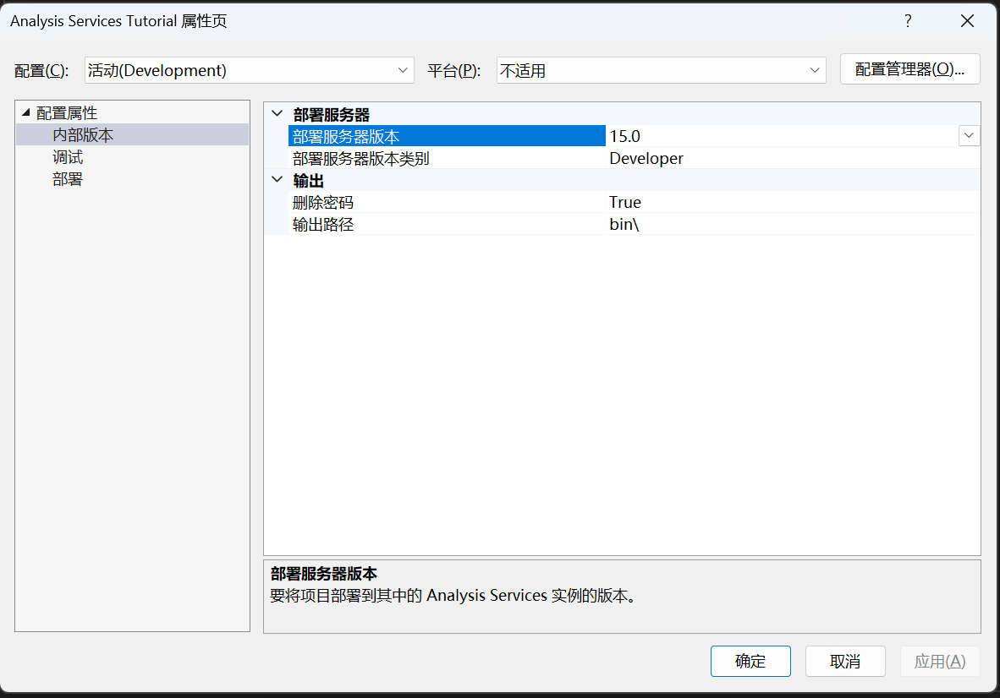 Analysis Services Tutorial 属性页
?
配置(C): 活动(Development) 平台(P): 不适用 配置管理器(O)...
配置属性
内部版本
调试
部署
部署服务器
部署服务器版本 15.0
部署服务器版本类别 Developer
输出
删除密码 True
输出路径 bin\
部署服务器版本
要将项目部署到其中的 Analysis Services 实例的版本。
确定 取消 应用(A)